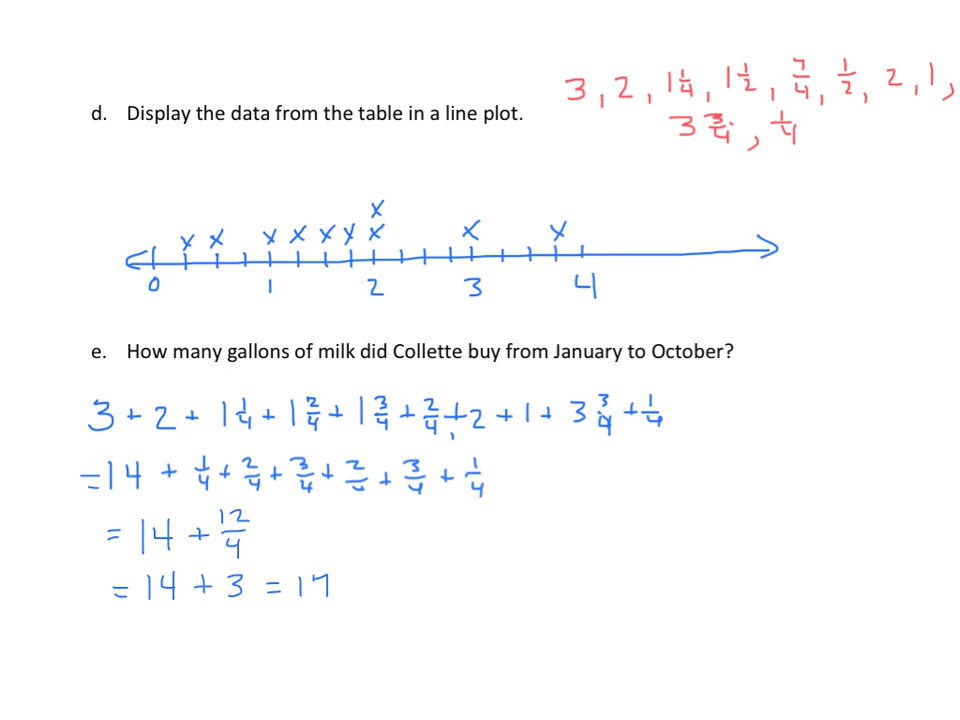 3, 2, 1 1/4, 1 1/2, 7/4, 1/2, 2, 1,
d. Display the data from the table in a line plot.
3 3/4, 1/4
x
x x x x x x x x x
0 1 2 3 4
e. How many gallons of milk did Collette buy from January to October?
3 + 2 + 1 1/4 + 1 2/4 + 1 3/4 + 2/4 + 2 + 1 + 3 3/4 + 1/4
= 14 + 1/4 + 2/4 + 3/4 + 2/4 + 3/4 + 1/4
= 14 + 12/4
= 14 + 3 = 17